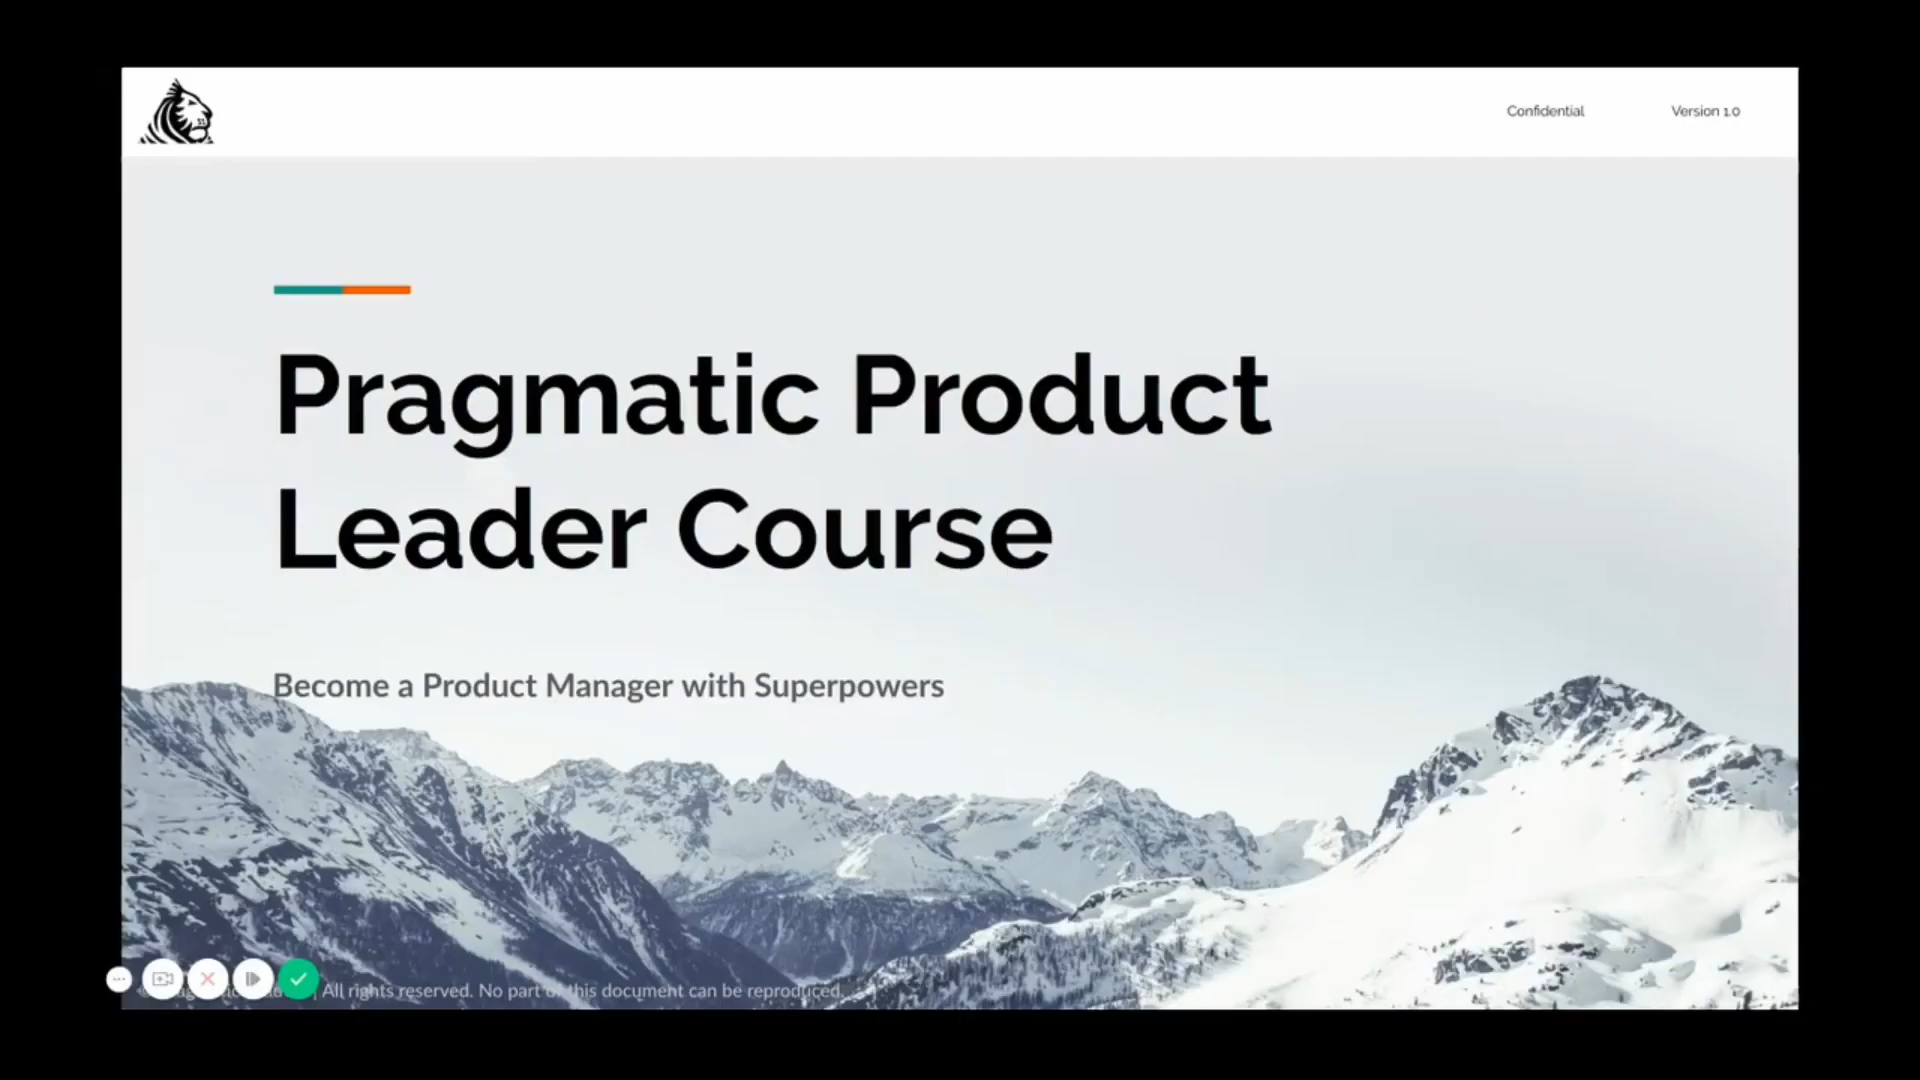 Confidential
Version 1.0
Pragmatic Product
Leader Course
Become a Product Manager with Superpowers
| All rights reserved. No part of this document can be reproduced.